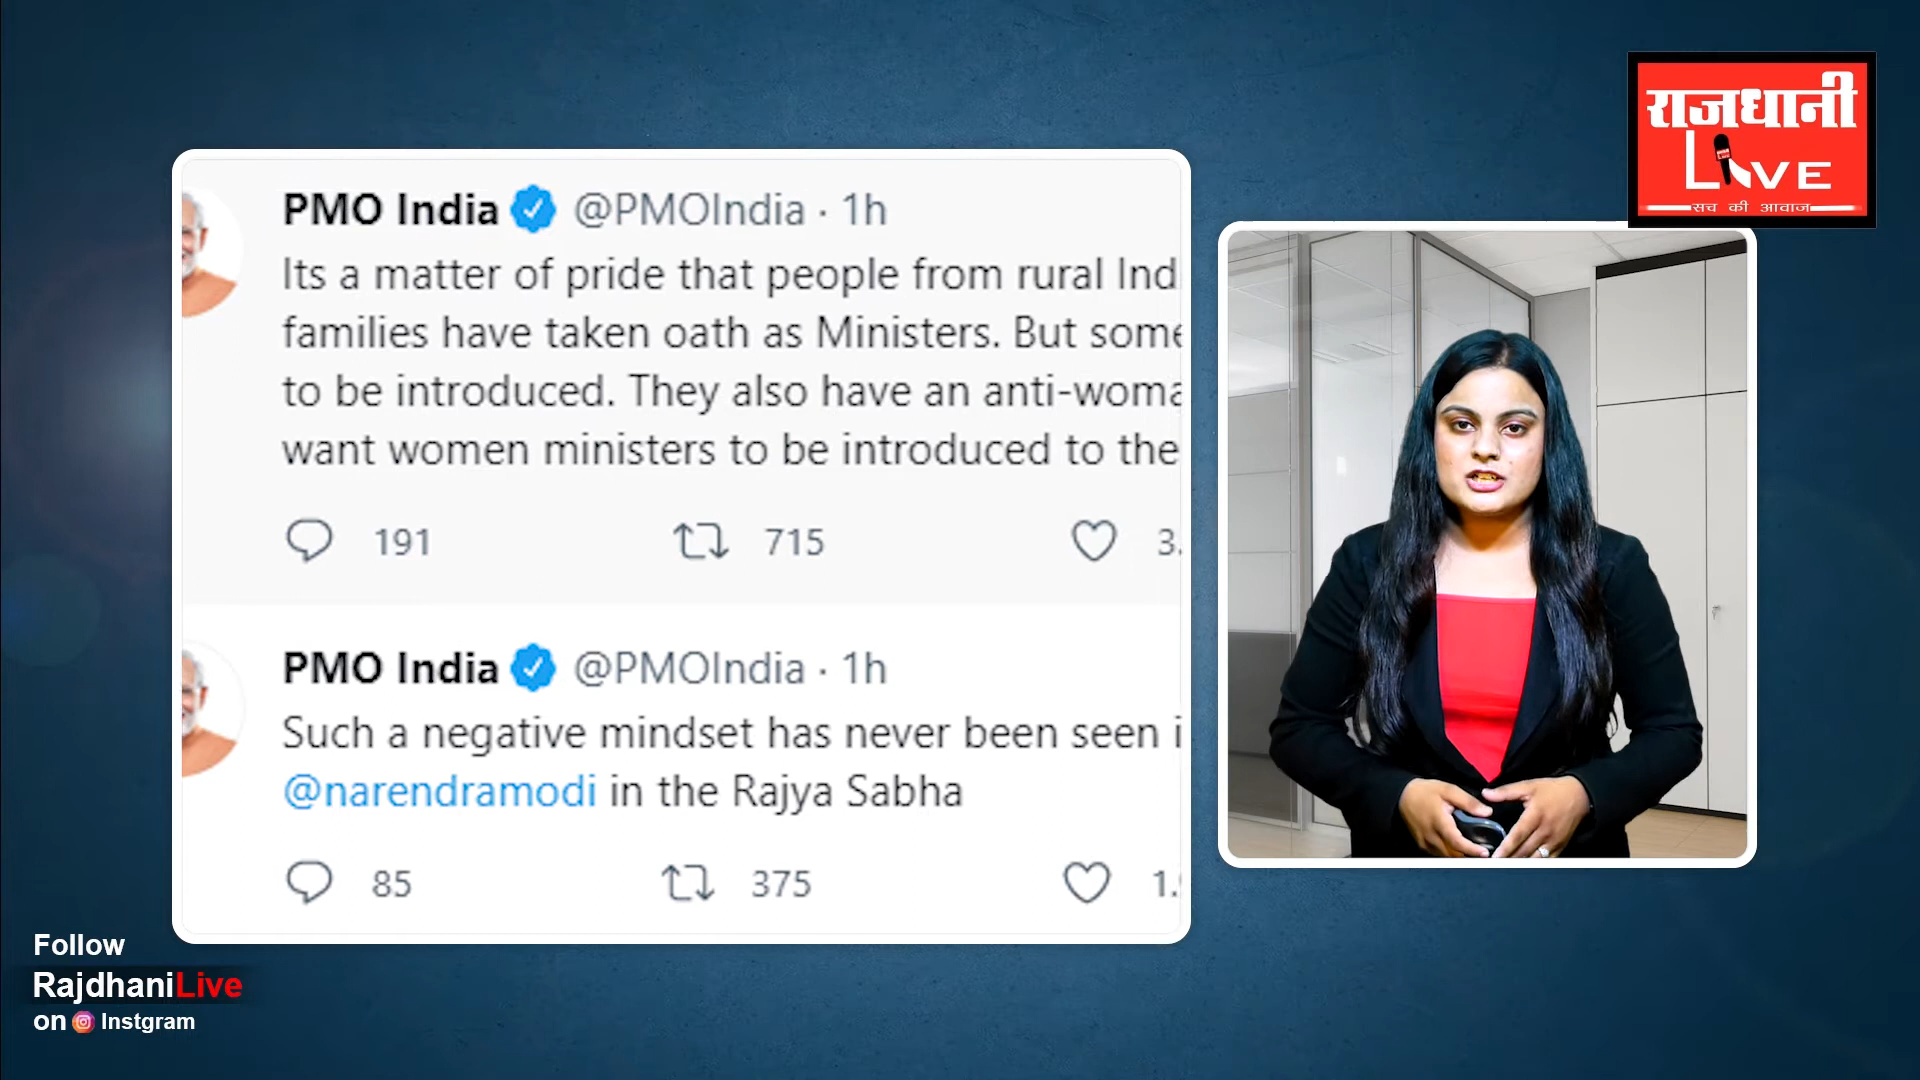 राजधानी
LIVE
सच की आवाज
PMO India @PMOIndia · 1h
Its a matter of pride that people from rural Ind
families have taken oath as Ministers. But some
to be introduced. They also have an anti-woma
want women ministers to be introduced to the
191 715 3.
PMO India @PMOIndia · 1h
Such a negative mindset has never been seen i
@narendramodi in the Rajya Sabha
85 375 1.
Follow
RajdhaniLive
on Instgram